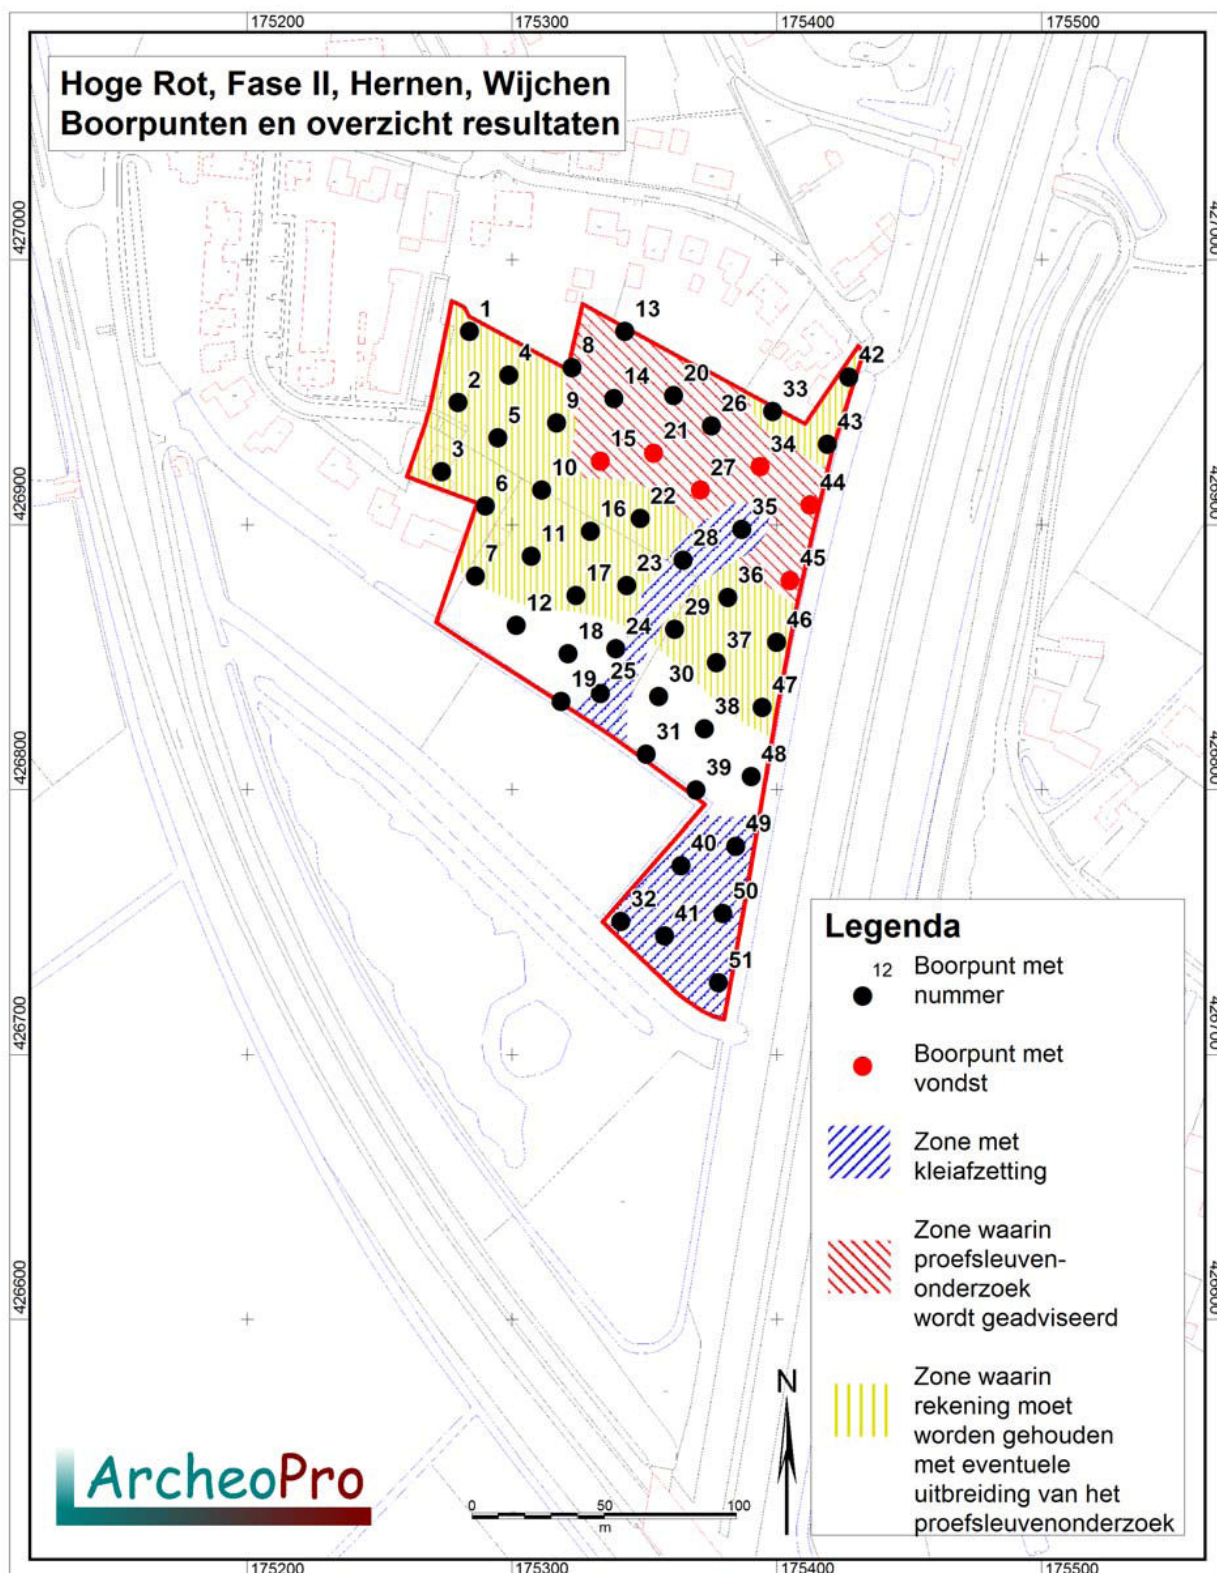 175200 175300 175400 175500
Hoge Rot, Fase II, Hernen, Wijchen
Boorpunten en overzicht resultaten
427000 427000
1
13
4
8
42
2
14
20
33
5
9
26
43
3
15
21
34
10
27
44
6
22
426900
16
35
11
28
7
23
45
17
36
12
29
46
24
18
37
25
30
19
47
38
31
48
39
426800 426800
49
40
32
50
41
51
426700 426700
426600 426600
Legenda
12
Boorpunt met
nummer
Boorpunt met
vondst
Zone met
kleiafzetting
Zone waarin
proefsleuven-
onderzoek
wordt geadviseerd
Zone waarin
rekening moet
worden gehouden
met eventuele
uitbreiding van het
proefsleuvenonderzoek
N
ArcheoPro
0 50 100
m
175200 175300 175400 175500
426900